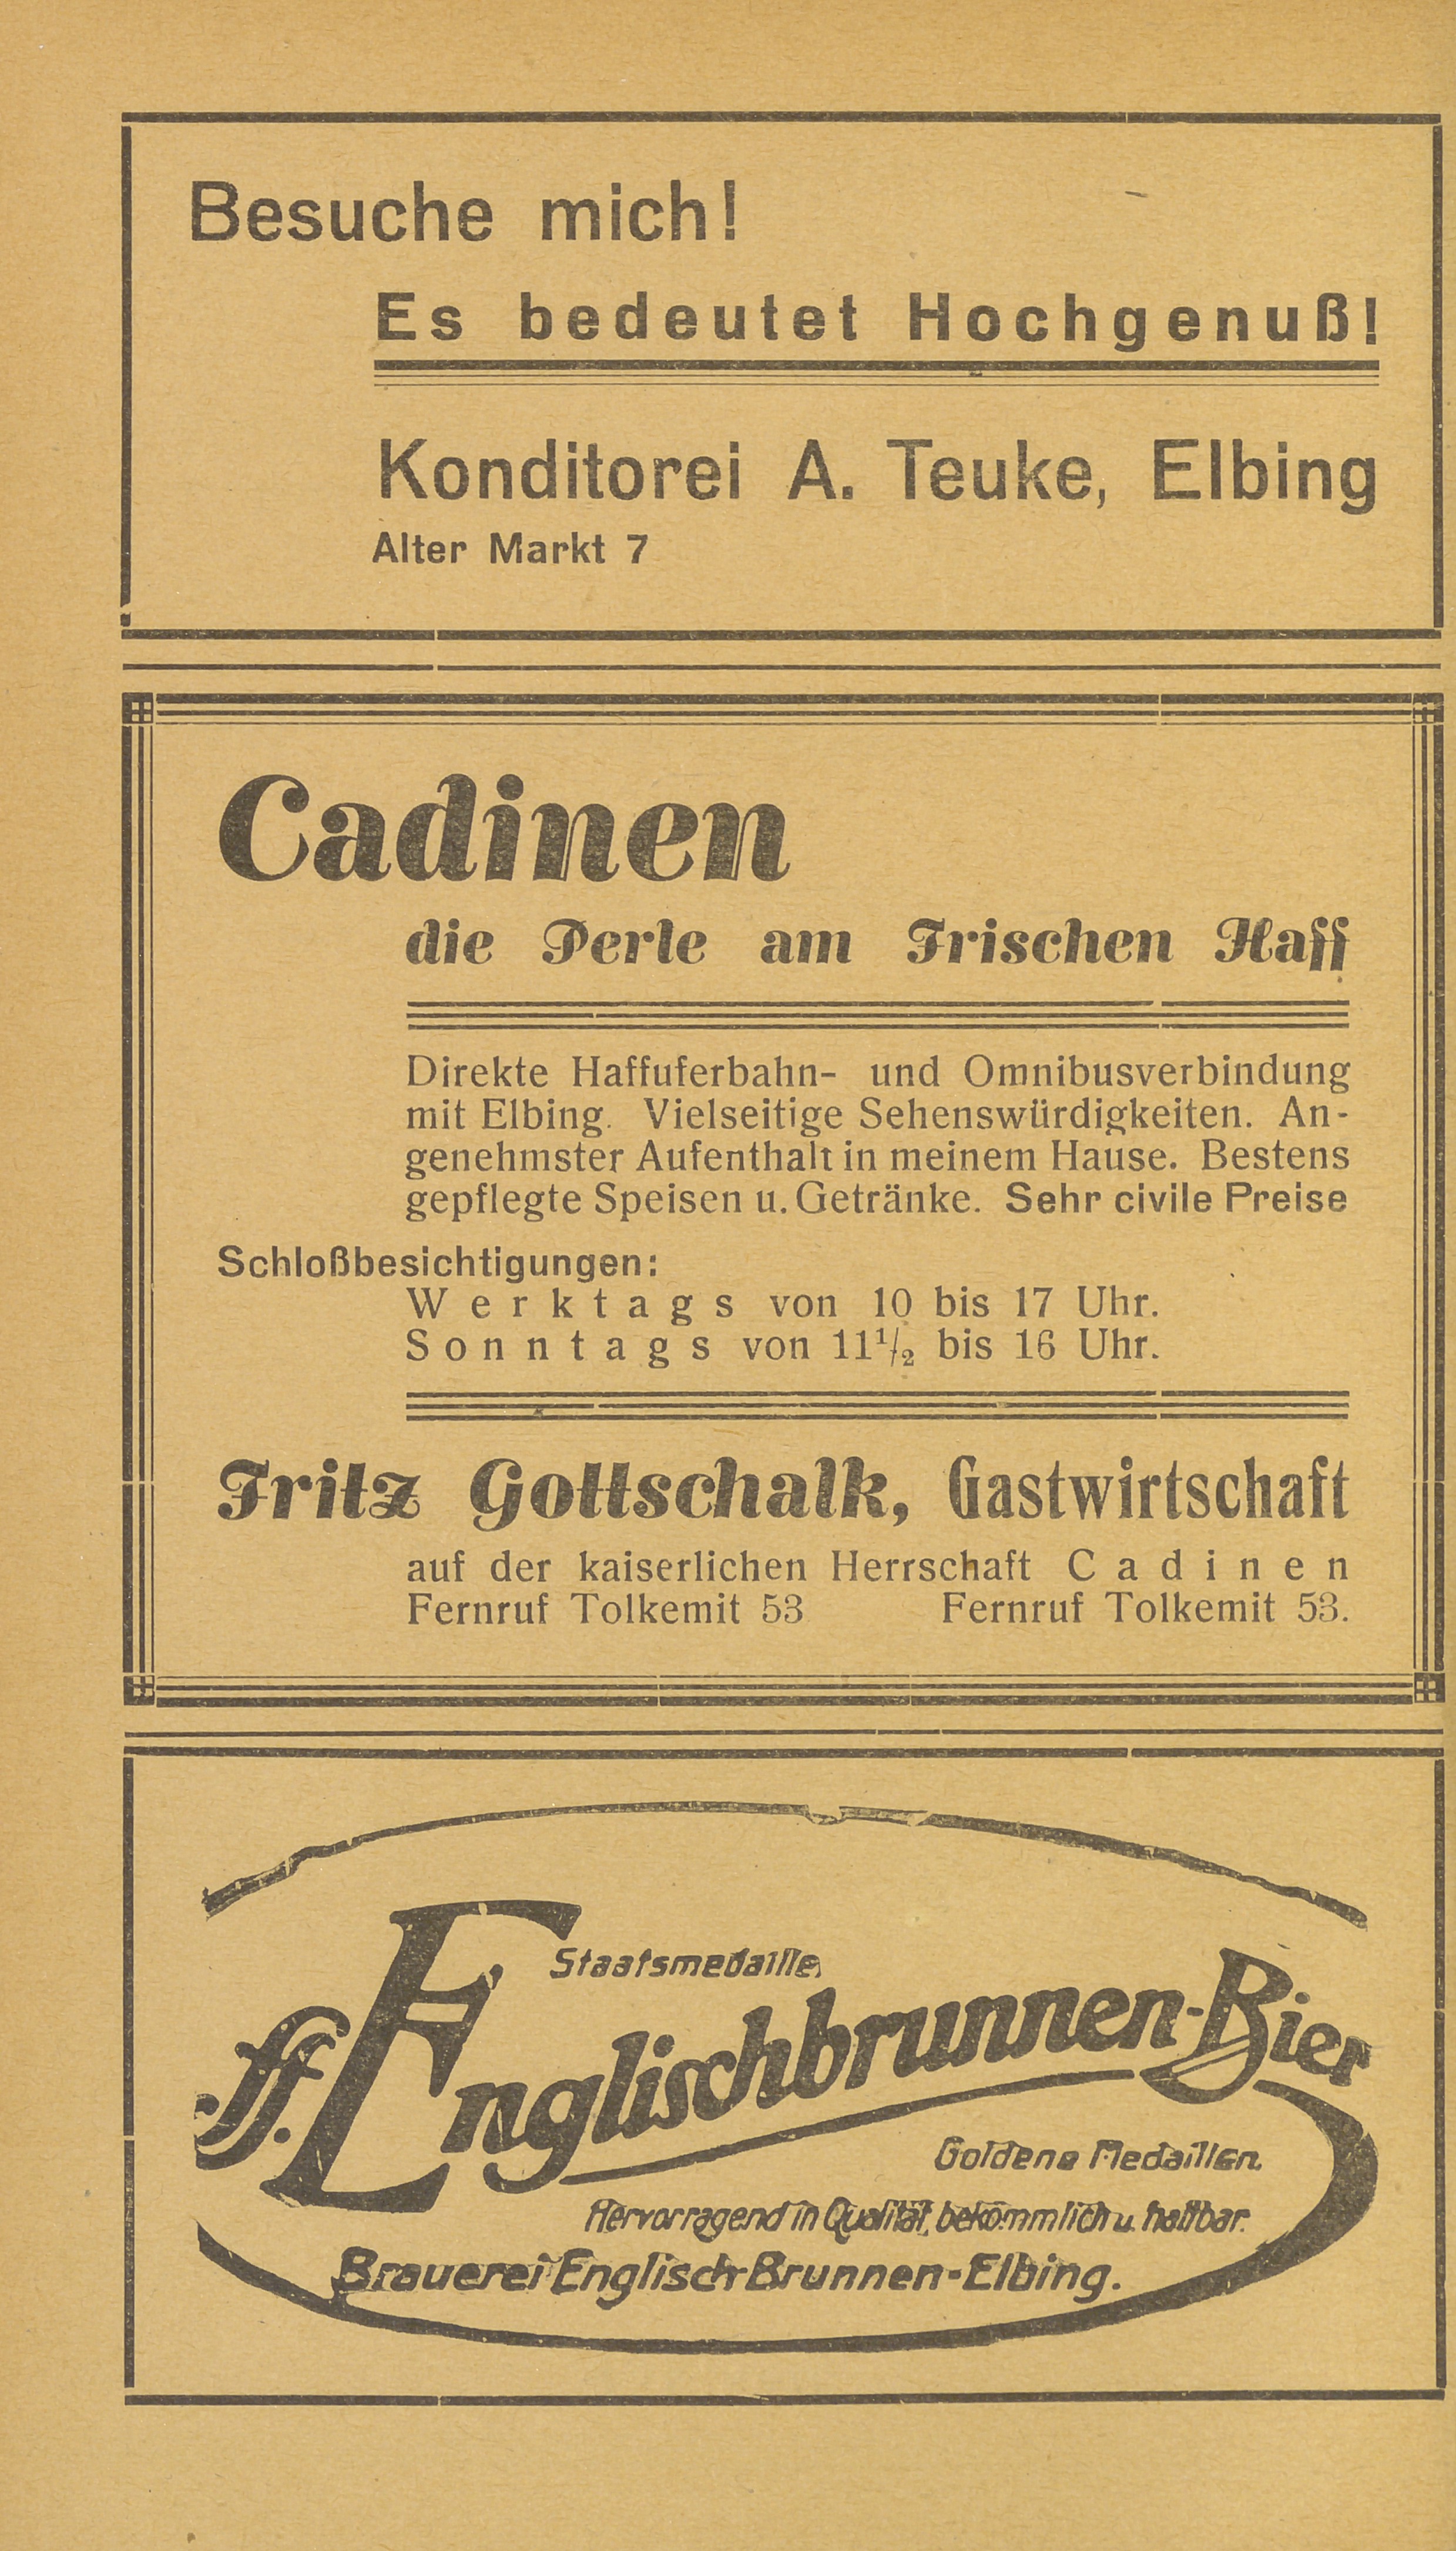 Besuche mich!
Es bedeutet Hochgenuß!
Konditorei A. Teuke, Elbing
Alter Markt 7
Cadinen
die Perle am Frischen Haff
Direkte Haffuferbahn- und Omnibusverbindung
mit Elbing. Vielseitige Sehenswürdigkeiten. An-
genehmster Aufenthalt in meinem Hause. Bestens
gepflegte Speisen u. Getränke. Sehr civile Preise
Schloßbesichtigungen:
Werktags von 10 bis 17 Uhr.
Sonntags von 11½ bis 16 Uhr.
Fritz Gottschalk, Gastwirtschaft
auf der kaiserlichen Herrschaft Cadinen
Fernruf Tolkemit 53 Fernruf Tolkemit 53.
Staatsmedaille
ff. Englischbrunnen-Bier
Goldene Medaillen.
Hervorragend in Qualität, bekömmlich u. haltbar.
Brauerei Englisch-Brunnen-Elbing.